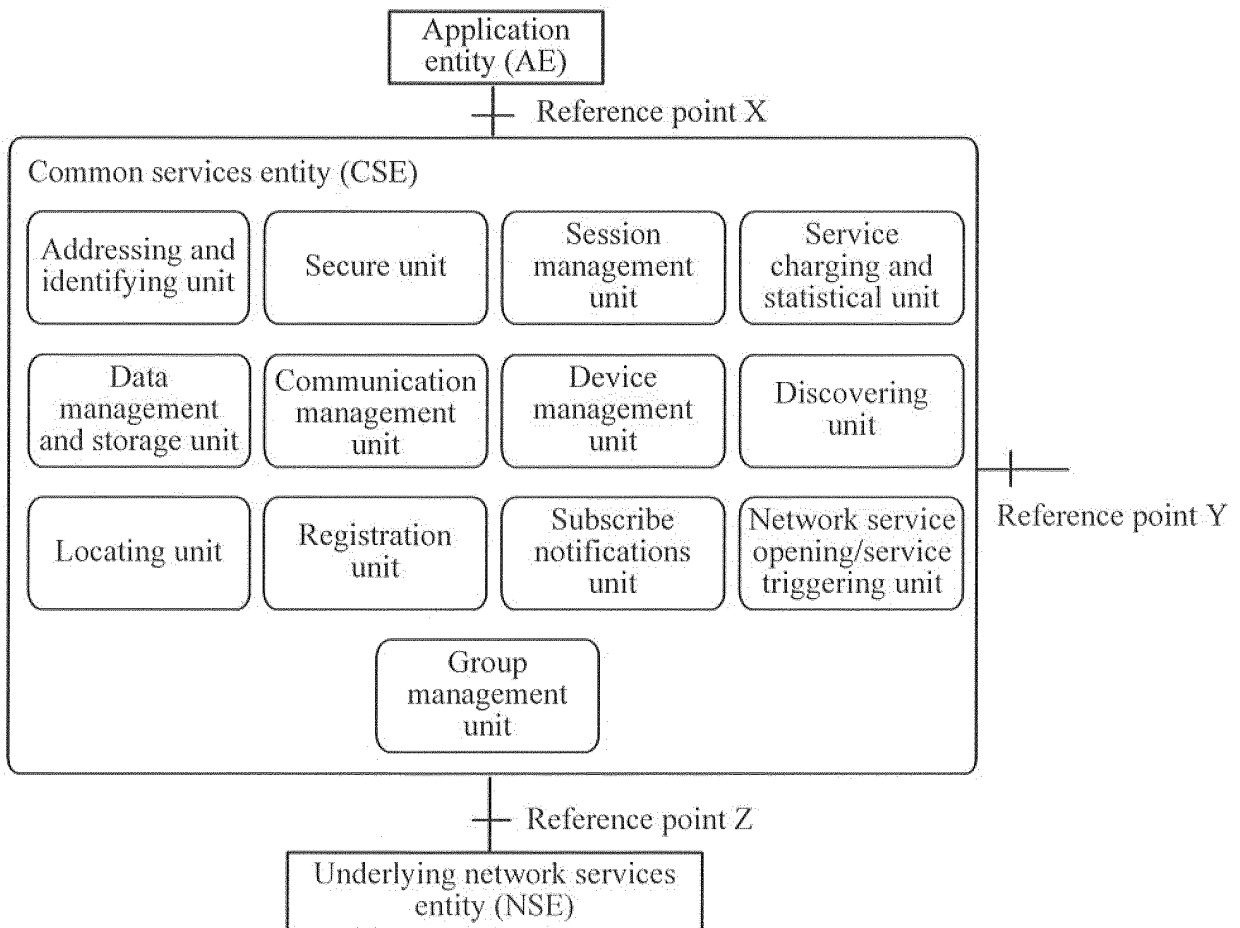 Application
entity (AE)
Reference point X
Common services entity (CSE)
Addressing and
identifying unit
Secure unit
Session
management
unit
Service
charging and
statistical unit
Data
management
and storage unit
Communication
management
unit
Device
management
unit
Discovering
unit
Reference point Y
Locating unit
Registration
unit
Subscribe
notifications
unit
Network service
opening/service
triggering unit
Group
management
unit
Reference point Z
Underlying network services
entity (NSE)